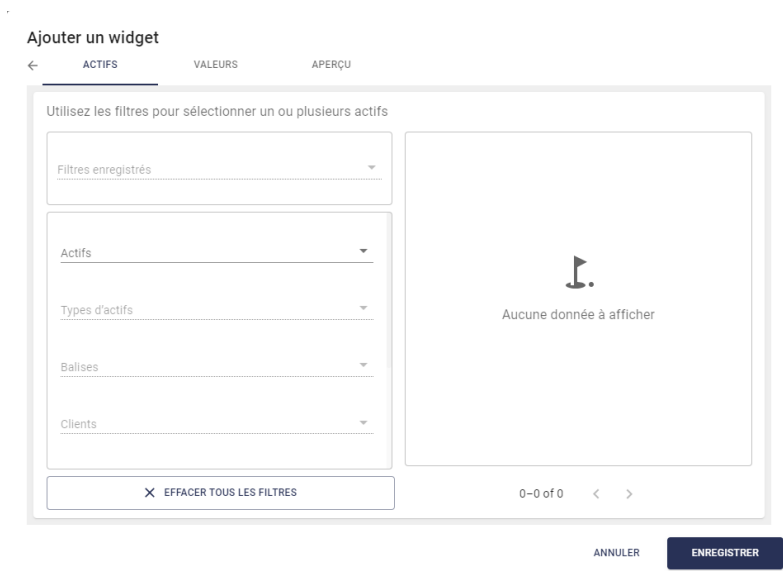 Ajouter un widget
ACTIFS VALEURS APERÇU
Utilisez les filtres pour sélectionner un ou plusieurs actifs
Filtres enregistrés
Actifs
Types d'actifs
Balises
Clients
Aucune donnée à afficher
EFFACER TOUS LES FILTRES
0–0 of 0
ANNULER ENREGISTRER